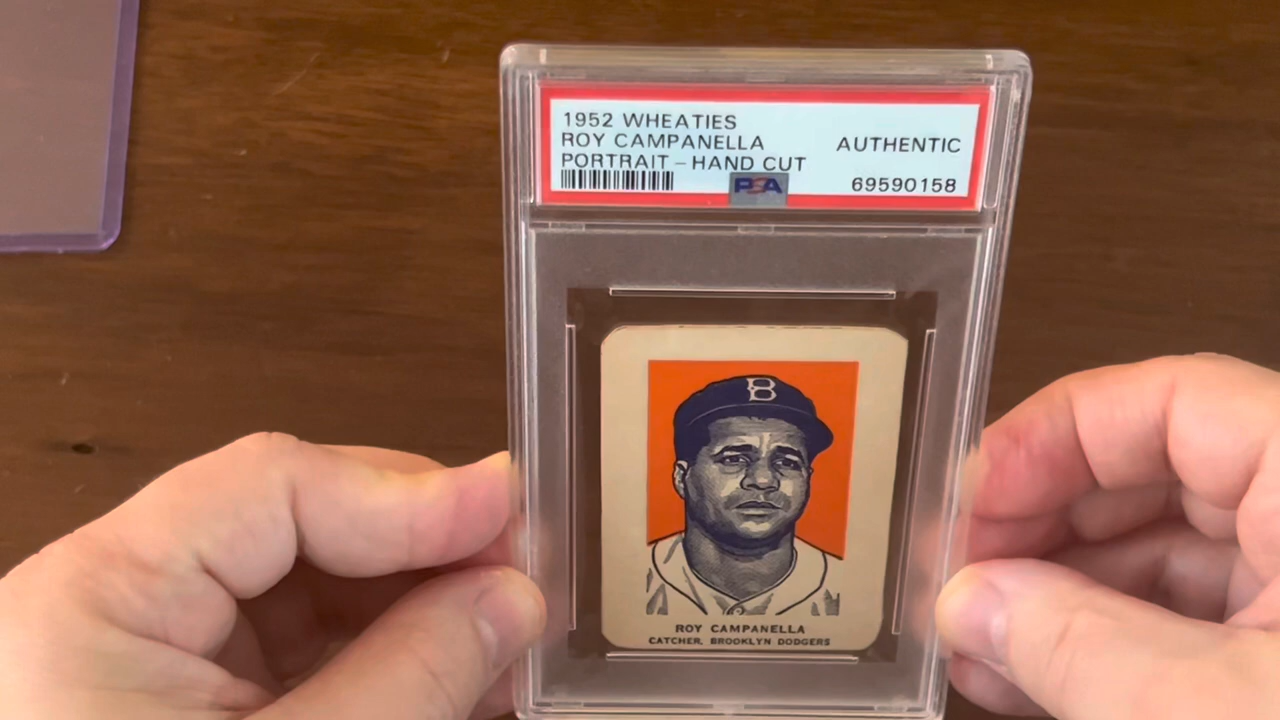 1952 WHEATIES
ROY CAMPANELLA AUTHENTIC
PORTRAIT - HAND CUT
PSA 69590158
B
ROY CAMPANELLA
CATCHER, BROOKLYN DODGERS